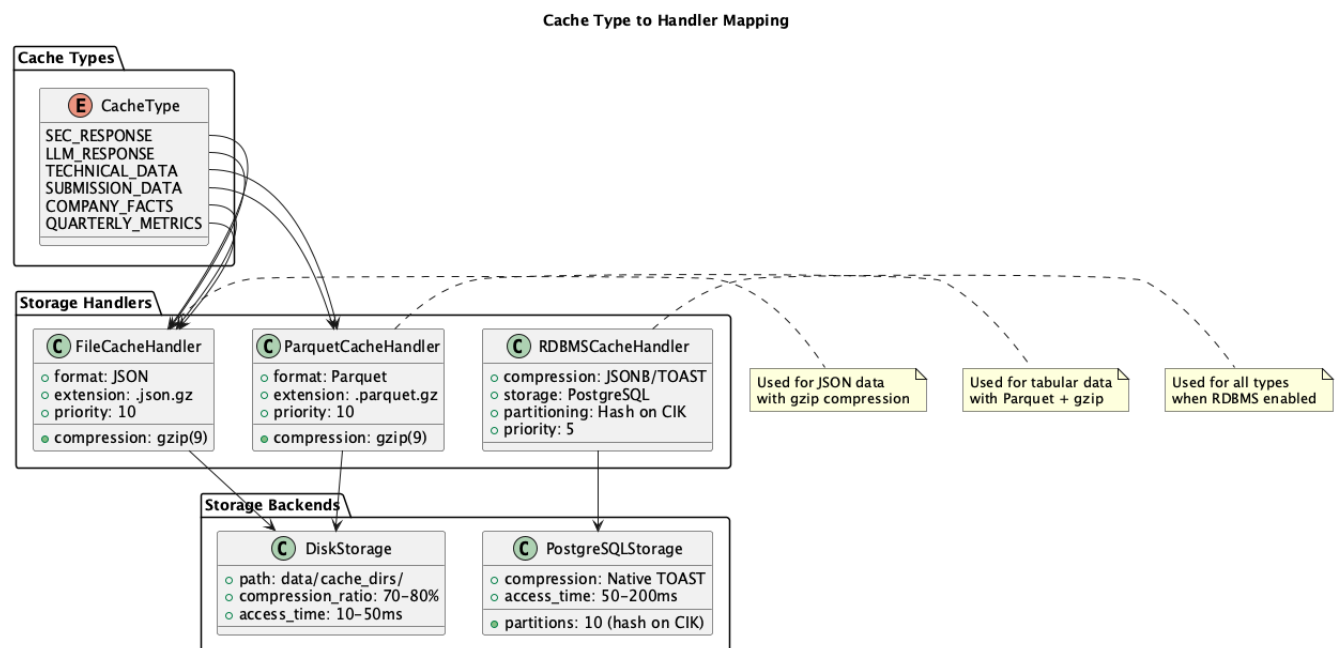 Cache Type to Handler Mapping
Cache Types
E CacheType
SEC_RESPONSE
LLM_RESPONSE
TECHNICAL_DATA
SUBMISSION_DATA
COMPANY_FACTS
QUARTERLY_METRICS
Storage Handlers
C FileCacheHandler
format: JSON
extension: .json.gz
priority: 10
compression: gzip(9)
C ParquetCacheHandler
format: Parquet
extension: .parquet.gz
priority: 10
compression: gzip(9)
C RDBMSCacheHandler
compression: JSONB/TOAST
storage: PostgreSQL
partitioning: Hash on CIK
priority: 5
Used for JSON data
with gzip compression
Used for tabular data
with Parquet + gzip
Used for all types
when RDBMS enabled
Storage Backends
C DiskStorage
path: data/cache_dirs/
compression_ratio: 70-80%
access_time: 10-50ms
C PostgreSQLStorage
compression: Native TOAST
access_time: 50-200ms
partitions: 10 (hash on CIK)